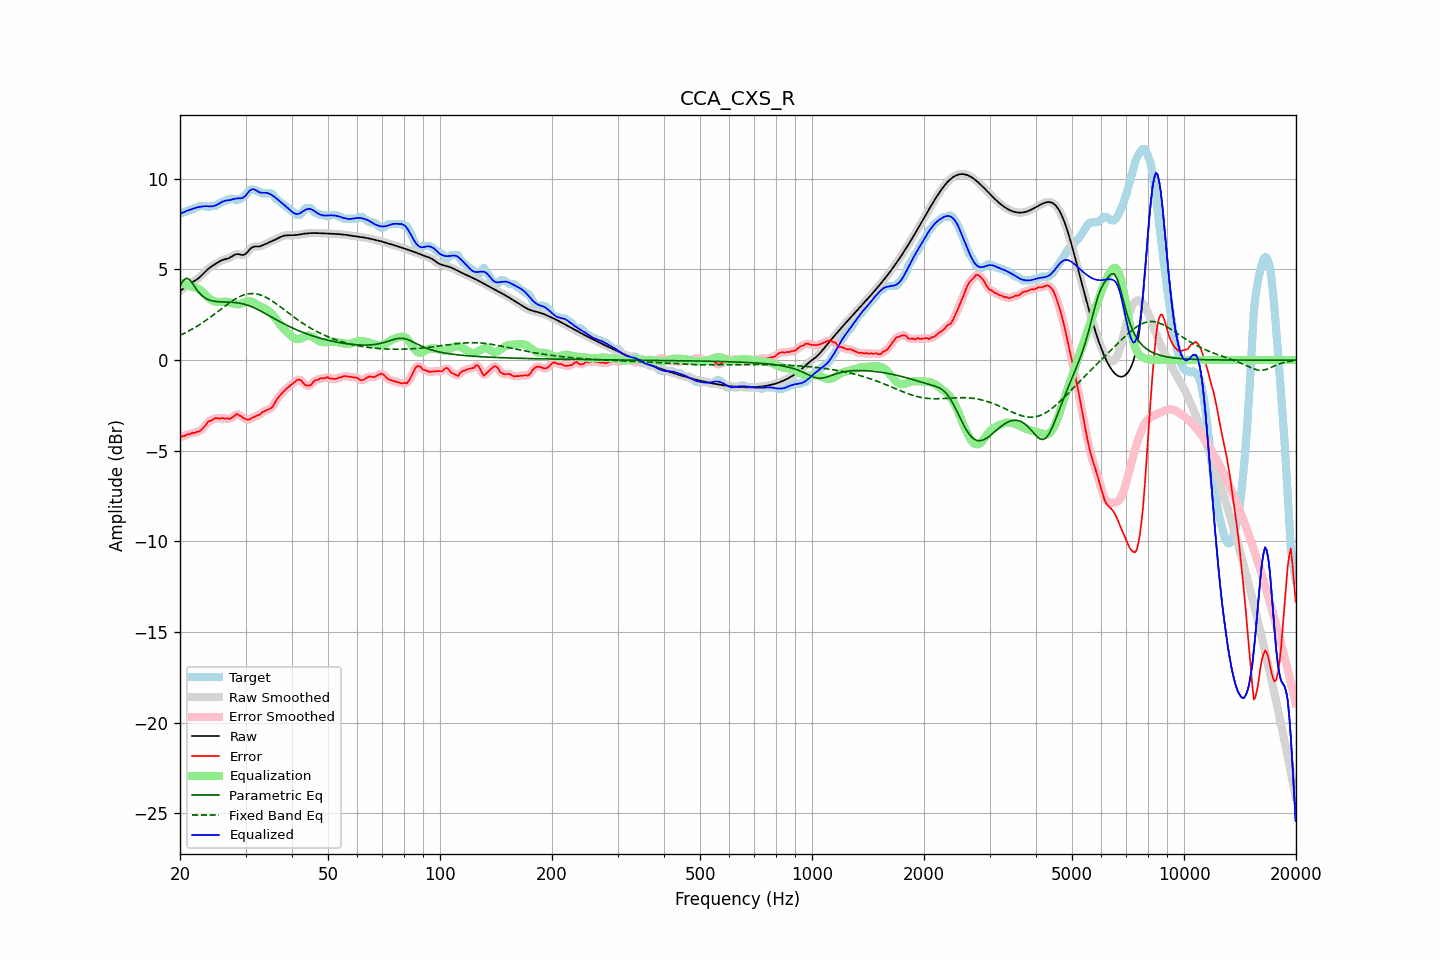 CCA_CXS_R
Amplitude (dBr)
10
5
0
−5
−10
−15
−20
−25
Target
Raw Smoothed
Error Smoothed
Raw
Error
Equalization
Parametric Eq
Fixed Band Eq
Equalized
20 50 100 200 500 1000 2000 5000 10000 20000
Frequency (Hz)